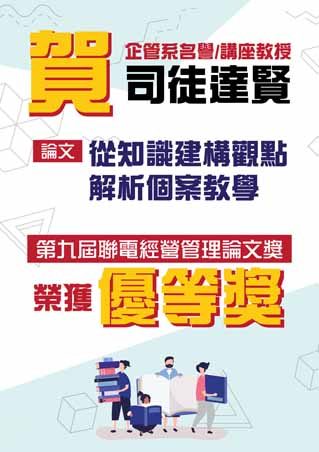 賀
企管系名譽/講座教授
司徒達賢
論文
從知識建構觀點
解析個案教學
第九屆聯電經營管理論文獎
榮獲
優等獎